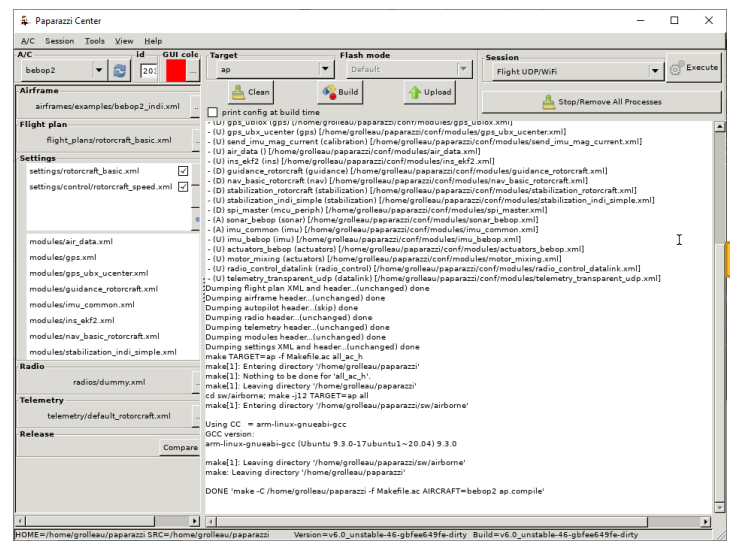 Paparazzi Center
A/C Session Tools View Help
A/C id GUI colo
bebop2 20: ...
Target
ap
Flash mode
Default
Session
Flight UDP/WiFi
Execute
Clean Build Upload
Stop/Remove All Processes
print config at build time
Airframe
airframes/examples/bebop2_indi.xml ..
Flight plan
flight_plans/rotorcraft_basic.xml ..
Settings
settings/rotorcraft_basic.xml
settings/control/rotorcraft_speed.xml
modules/air_data.xml
modules/gps.xml
modules/gps_ubx_ucenter.xml
modules/guidance_rotorcraft.xml
modules/imu_common.xml
modules/ins_ekf2.xml
modules/nav_basic_rotorcraft.xml
modules/stabilization_indi_simple.xml
Radio
radios/dummy.xml ..
Telemetry
telemetry/default_rotorcraft.xml ..
Release
Compare
- (D) gps_ublox (gps) [/home/grolleau/paparazzi/conf/modules/gps_ublox.xml]
- (U) gps_ubx_ucenter (gps) [/home/grolleau/paparazzi/conf/modules/gps_ubx_ucenter.xml]
- (U) send_imu_mag_current (calibration) [/home/grolleau/paparazzi/conf/modules/send_imu_mag_current.xml]
- (U) air_data () [/home/grolleau/paparazzi/conf/modules/air_data.xml]
- (U) ins_ekf2 (ins) [/home/grolleau/paparazzi/conf/modules/ins_ekf2.xml]
- (D) guidance_rotorcraft (guidance) [/home/grolleau/paparazzi/conf/modules/guidance_rotorcraft.xml]
- (D) nav_basic_rotorcraft (nav) [/home/grolleau/paparazzi/conf/modules/nav_basic_rotorcraft.xml]
- (D) stabilization_rotorcraft (stabilization) [/home/grolleau/paparazzi/conf/modules/stabilization_rotorcraft.xml]
- (U) stabilization_indi_simple (stabilization) [/home/grolleau/paparazzi/conf/modules/stabilization_indi_simple.xml]
- (D) spi_master (mcu_periph) [/home/grolleau/paparazzi/conf/modules/spi_master.xml]
- (A) sonar_bebop (sonar) [/home/grolleau/paparazzi/conf/modules/sonar_bebop.xml]
- (A) imu_common (imu) [/home/grolleau/paparazzi/conf/modules/imu_common.xml]
- (U) imu_bebop (imu) [/home/grolleau/paparazzi/conf/modules/imu_bebop.xml]
- (U) actuators_bebop (actuators) [/home/grolleau/paparazzi/conf/modules/actuators_bebop.xml]
- (U) motor_mixing (actuators) [/home/grolleau/paparazzi/conf/modules/motor_mixing.xml]
- (U) radio_control_datalink (radio_control) [/home/grolleau/paparazzi/conf/modules/radio_control_datalink.xml]
- (U) telemetry_transparent_udp (datalink) [/home/grolleau/paparazzi/conf/modules/telemetry_transparent_udp.xml]
Dumping flight plan XML and header...(unchanged) done
Dumping airframe header...(unchanged) done
Dumping autopilot header...(skip) done
Dumping radio header...(unchanged) done
Dumping telemetry header...(unchanged) done
Dumping modules header...(unchanged) done
Dumping settings XML and header...(unchanged) done
make TARGET=ap -f Makefile.ac all_ac_h
make[1]: Entering directory '/home/grolleau/paparazzi'
make[1]: Nothing to be done for 'all_ac_h'.
make[1]: Leaving directory '/home/grolleau/paparazzi'
cd sw/airborne; make -j12 TARGET=ap all
make[1]: Entering directory '/home/grolleau/paparazzi/sw/airborne'
Using CC = arm-linux-gnueabi-gcc
GCC version:
arm-linux-gnueabi-gcc (Ubuntu 9.3.0-17ubuntu1~20.04) 9.3.0
make[1]: Leaving directory '/home/grolleau/paparazzi/sw/airborne'
make: Leaving directory '/home/grolleau/paparazzi'
DONE 'make -C /home/grolleau/paparazzi -f Makefile.ac AIRCRAFT=bebop2 ap.compile'
HOME=/home/grolleau/paparazzi SRC=/home/grolleau/paparazzi Version=v6.0_unstable-46-gbfee649fe-dirty Build=v6.0_unstable-46-gbfee649fe-dirty